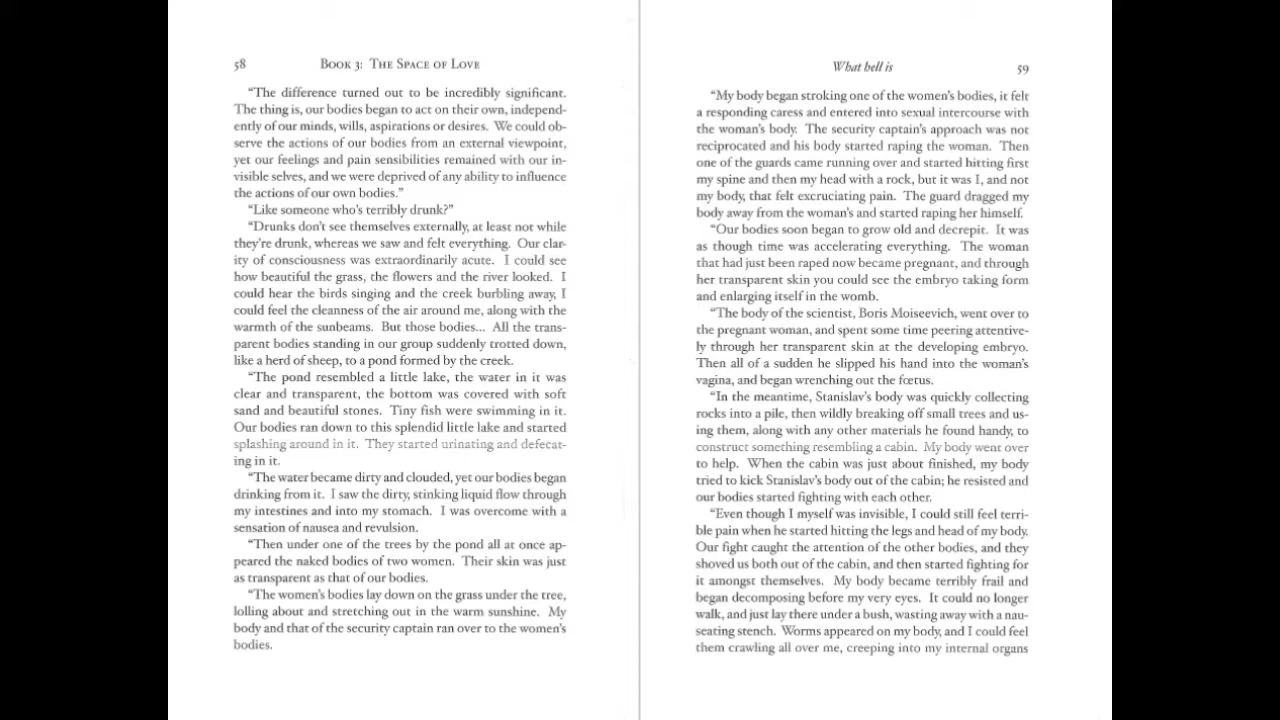 58 BOOK 3: THE SPACE OF LOVE
“The difference turned out to be incredibly significant.
The thing is, our bodies began to act on their own, independ-
ently of our minds, wills, aspirations or desires. We could ob-
serve the actions of our bodies from an external viewpoint,
yet our feelings and pain sensibilities remained with our in-
visible selves, and we were deprived of any ability to influence
the actions of our own bodies.”
“Like someone who’s terribly drunk?”
“Drunks don’t see themselves externally, at least not while
they’re drunk, whereas we saw and felt everything. Our clar-
ity of consciousness was extraordinarily acute. I could see
how beautiful the grass, the flowers and the river looked. I
could hear the birds singing and the creek burbling away, I
could feel the cleanness of the air around me, along with the
warmth of the sunbeams. But those bodies... All the trans-
parent bodies standing in our group suddenly trotted down,
like a herd of sheep, to a pond formed by the creek.
“The pond resembled a little lake, the water in it was
clear and transparent, the bottom was covered with soft
sand and beautiful stones. Tiny fish were swimming in it.
Our bodies ran down to this splendid little lake and started
splashing around in it. They started urinating and defecat-
ing in it.
“The water became dirty and clouded, yet our bodies began
drinking from it. I saw the dirty, stinking liquid flow through
my intestines and into my stomach. I was overcome with a
sensation of nausea and revulsion.
“Then under one of the trees by the pond all at once ap-
peared the naked bodies of two women. Their skin was just
as transparent as that of our bodies.
“The women’s bodies lay down on the grass under the tree,
lolling about and stretching out in the warm sunshine. My
body and that of the security captain ran over to the women’s
bodies.
What hell is 59
“My body began stroking one of the women’s bodies, it felt
a responding caress and entered into sexual intercourse with
the woman’s body. The security captain’s approach was not
reciprocated and his body started raping the woman. Then
one of the guards came running over and started hitting first
my spine and then my head with a rock, but it was I, and not
my body, that felt excruciating pain. The guard dragged my
body away from the woman’s and started raping her himself.
“Our bodies soon began to grow old and decrepit. It was
as though time was accelerating everything. The woman
that had just been raped now became pregnant, and through
her transparent skin you could see the embryo taking form
and enlarging itself in the womb.
“The body of the scientist, Boris Moiseevich, went over to
the pregnant woman, and spent some time peering attentive-
ly through her transparent skin at the developing embryo.
Then all of a sudden he slipped his hand into the woman’s
vagina, and began wrenching out the fœtus.
“In the meantime, Stanislav’s body was quickly collecting
rocks into a pile, then wildly breaking off small trees and us-
ing them, along with any other materials he found handy, to
construct something resembling a cabin. My body went over
to help. When the cabin was just about finished, my body
tried to kick Stanislav’s body out of the cabin; he resisted and
our bodies started fighting with each other.
“Even though I myself was invisible, I could still feel terri-
ble pain when he started hitting the legs and head of my body.
Our fight caught the attention of the other bodies, and they
shoved us both out of the cabin, and then started fighting for
it amongst themselves. My body became terribly frail and
began decomposing before my very eyes. It could no longer
walk, and just lay there under a bush, wasting away with a nau-
seating stench. Worms appeared on my body, and I could feel
them crawling all over me, creeping into my internal organs